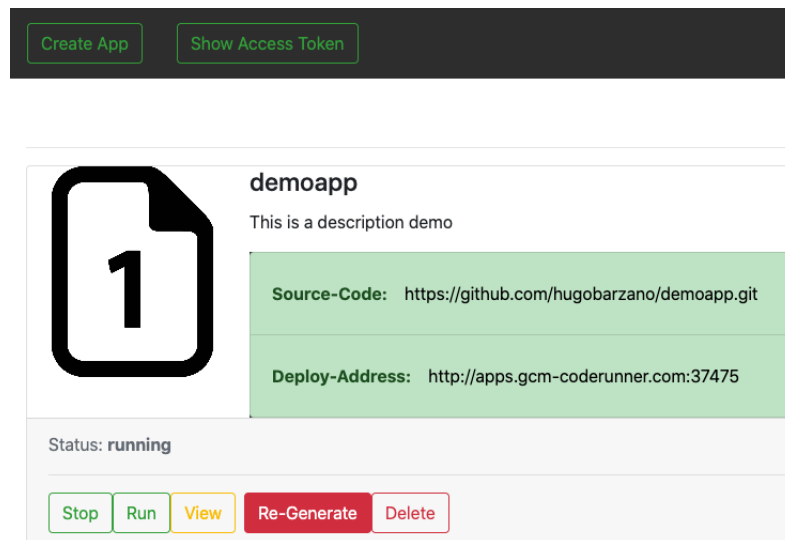 Create App Show Access Token
demoapp
This is a description demo
1
Source-Code: https://github.com/hugobarzano/demoapp.git
Deploy-Address: http://apps.gcm-coderunner.com:37475
Status: running
Stop Run View Re-Generate Delete